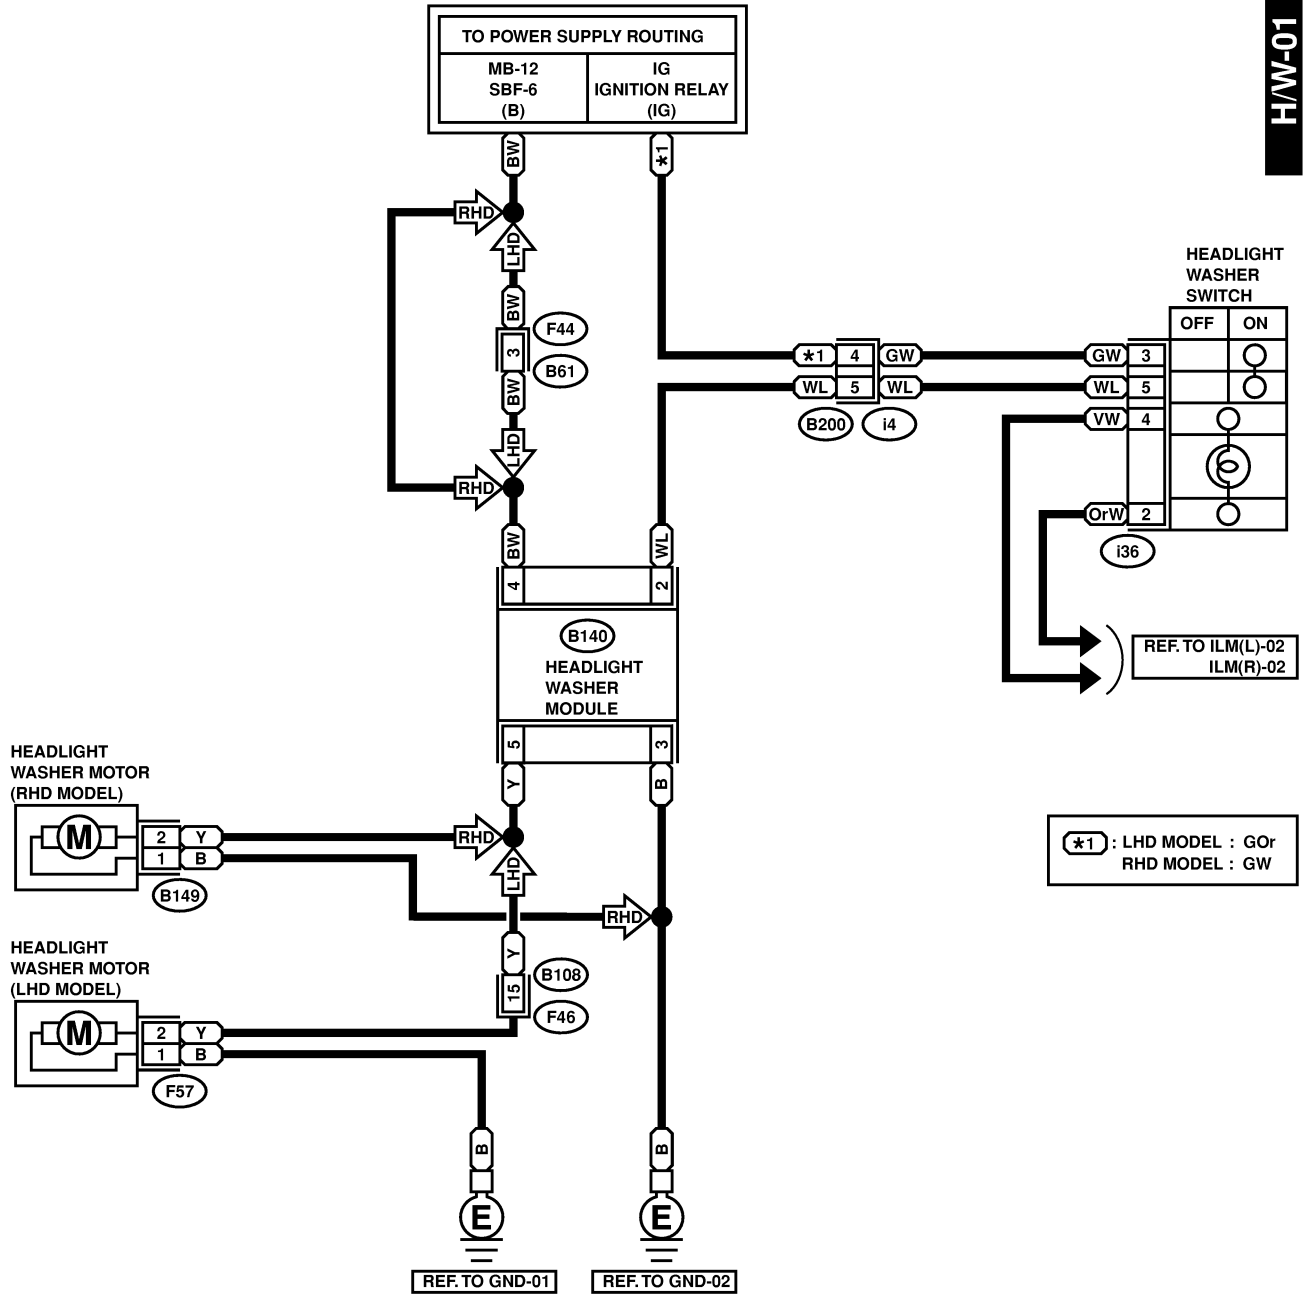 H/W-01
TO POWER SUPPLY ROUTING
MB-12
SBF-6
(B)
IG
IGNITION RELAY
(IG)
BW
*1
RHD
LHD
BW
3
F44
B61
BW
LHD
RHD
BW
WL
HEADLIGHT
WASHER
SWITCH
OFF ON
*1 4 GW
GW 3
WL 5 WL
WL 5
VW 4
B200 i4
OrW 2
i36
REF. TO ILM(L)-02
ILM(R)-02
4 2
B140
HEADLIGHT
WASHER
MODULE
5 3
Y B
HEADLIGHT
WASHER MOTOR
(RHD MODEL)
M
2 Y
1 B
B149
RHD
LHD
RHD
Y
15
B108
F46
HEADLIGHT
WASHER MOTOR
(LHD MODEL)
M
2 Y
1 B
F57
*1 : LHD MODEL : GOr
RHD MODEL : GW
B
B
E
E
REF. TO GND-01
REF. TO GND-02